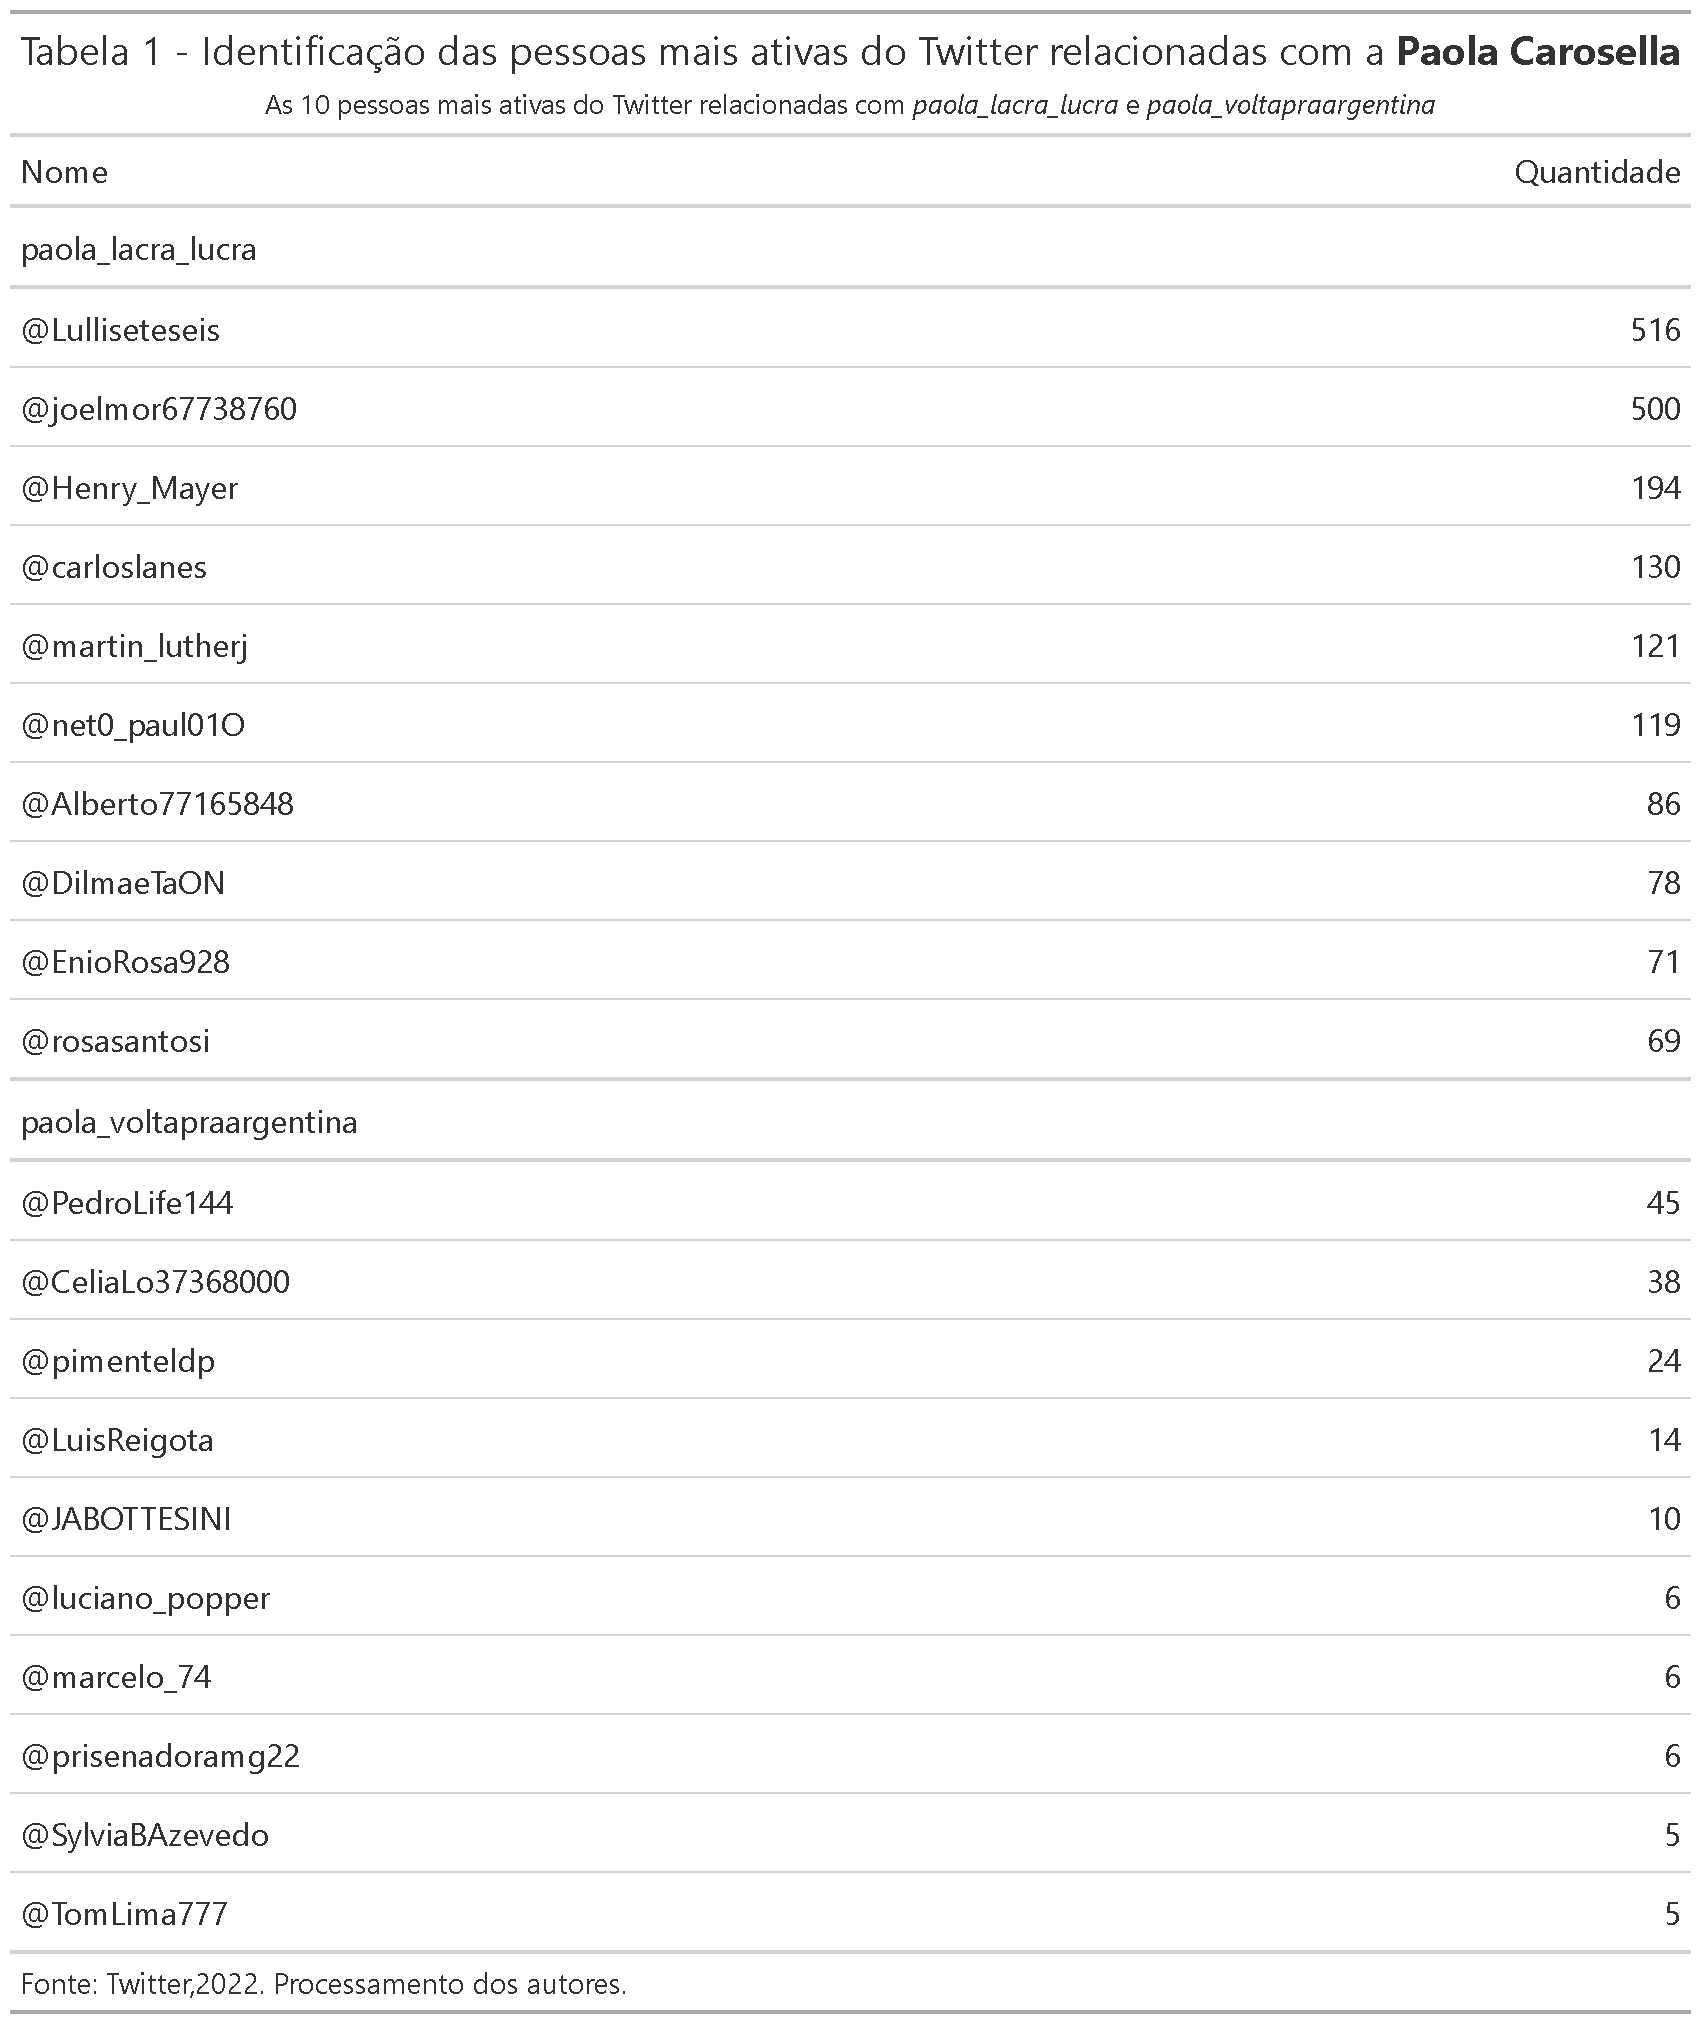 Tabela 1 - Identificação das pessoas mais ativas do Twitter relacionadas com a Paola Carosella
As 10 pessoas mais ativas do Twitter relacionadas com paola_lacra_lucra e paola_voltapraargentina
Nome Quantidade
paola_lacra_lucra
@Lulliseteseis 516
@joelmor67738760 500
@Henry_Mayer 194
@carloslanes 130
@martin_lutherj 121
@net0_paul01O 119
@Alberto77165848 86
@DilmaeTaON 78
@EnioRosa928 71
@rosasantosi 69
paola_voltapraargentina
@PedroLife144 45
@CeliaLo37368000 38
@pimenteldp 24
@LuisReigota 14
@JABOTTESINI 10
@luciano_popper 6
@marcelo_74 6
@prisenadoramg22 6
@SylviaBAzevedo 5
@TomLima777 5
Fonte: Twitter,2022. Processamento dos autores.